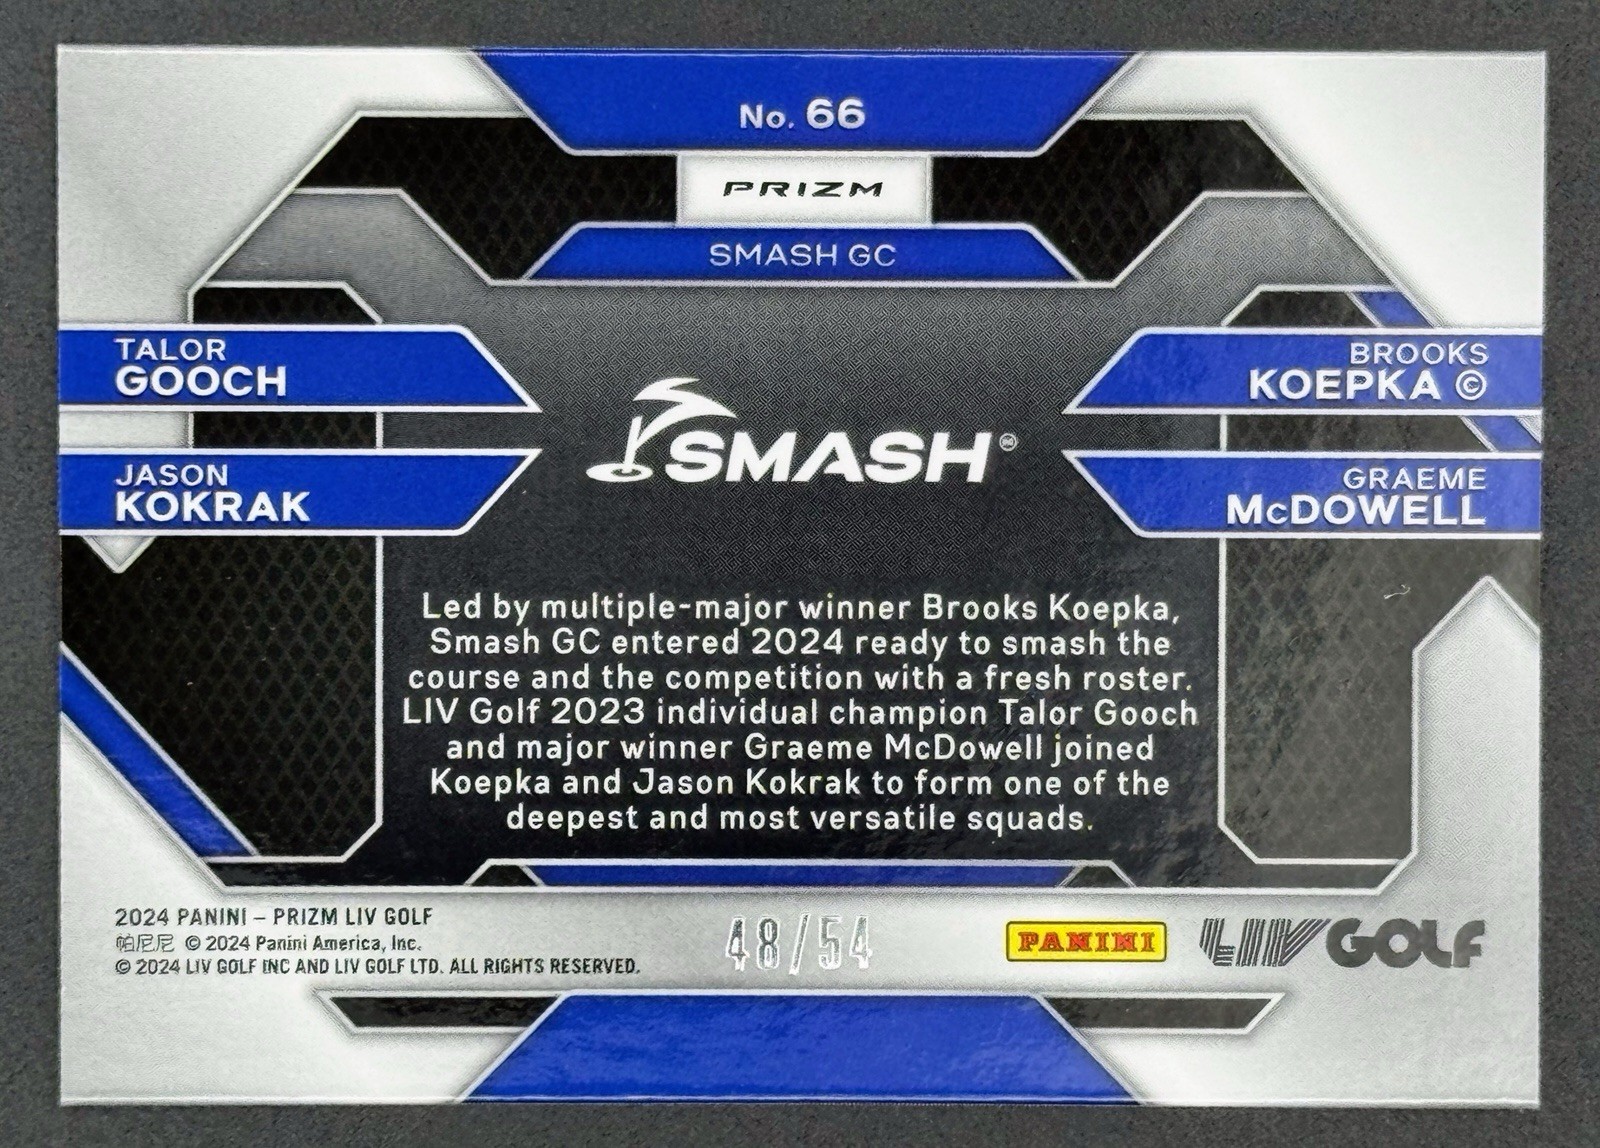 No. 66
PRIZM
SMASH GC
TALOR
GOOCH
BROOKS
KOEPKA ©
JASON
KOKRAK
GRAEME
McDOWELL
SMASH
Led by multiple-major winner Brooks Koepka,
Smash GC entered 2024 ready to smash the
course and the competition with a fresh roster.
LIV Golf 2023 individual champion Talor Gooch
and major winner Graeme McDowell joined
Koepka and Jason Kokrak to form one of the
deepest and most versatile squads.
2024 PANINI – PRIZM LIV GOLF
帕尼尼 © 2024 Panini America, Inc.
© 2024 LIV GOLF INC AND LIV GOLF LTD. ALL RIGHTS RESERVED.
48/54
PANINI
LIV GOLF